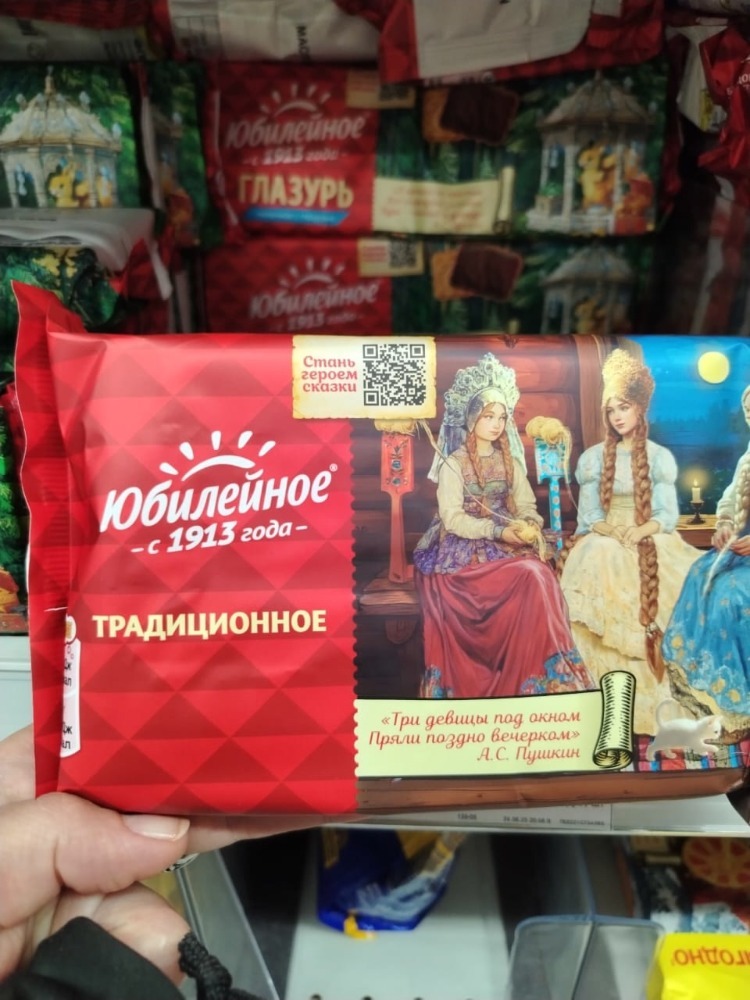 Юбилейное
с 1913 года
ГЛАЗУРЬ
Юбилейное
с 1913 года
Стань
героем
сказки
Юбилейное®
– с 1913 года –
ТРАДИЦИОННОЕ
«Три девицы под окном
Пряли поздно вечерком»
А.С. Пушкин